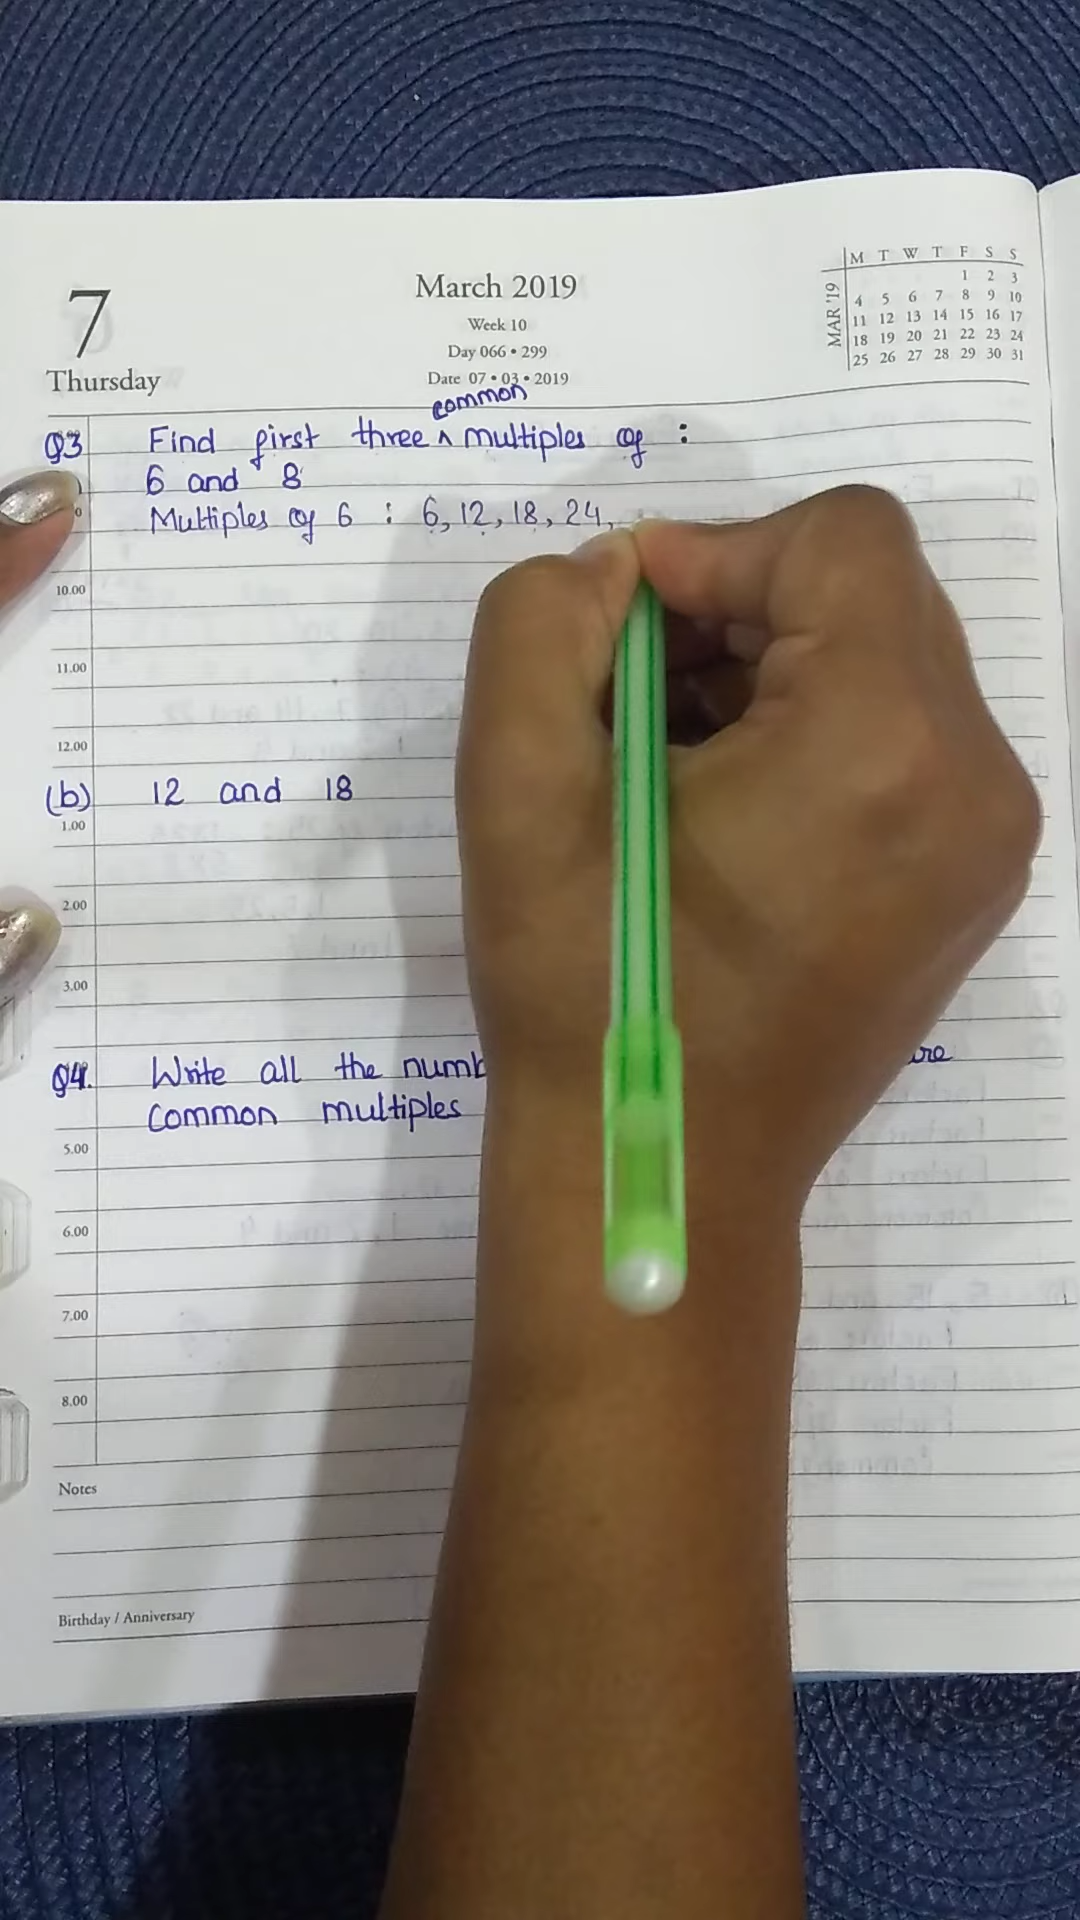 7
Thursday
March 2019
Week 10
Day 066 • 299
Date 07 • 03 • 2019
MAR '19
M T W T F S S
1 2 3
4 5 6 7 8 9 10
11 12 13 14 15 16 17
18 19 20 21 22 23 24
25 26 27 28 29 30 31
common
Q3 Find first three ^ multiples of :
6 and 8
Multiples of 6 : 6, 12, 18, 24,
10.00
11.00
12.00
(b) 12 and 18
1.00
2.00
3.00
Q4. Write all the
common multiples
5.00
6.00
7.00
8.00
Notes
Birthday / Anniversary